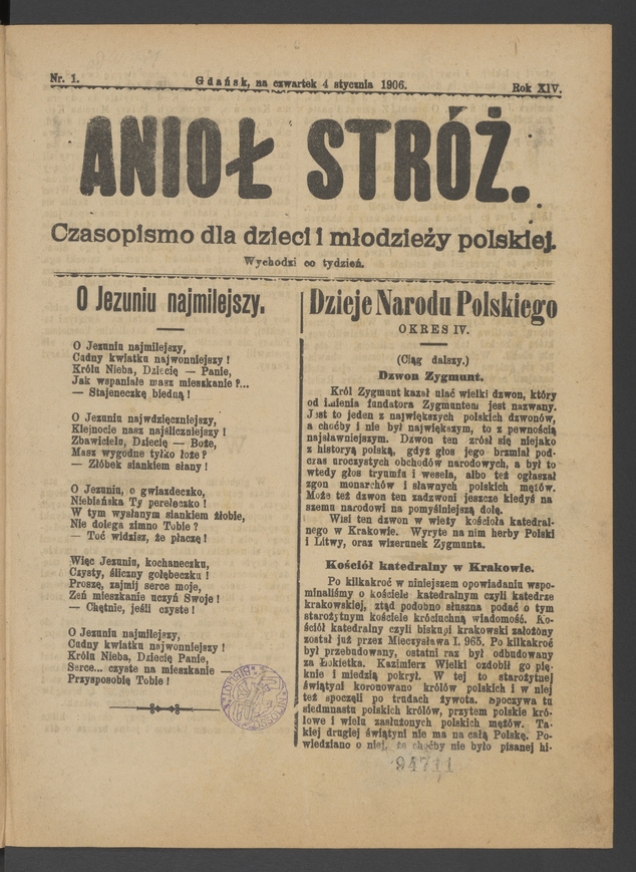 Nr. 1.
Gdańsk, na czwartek 4 stycznia 1906.
Rok XIV.
ANIOŁ STRÓŻ.
Czasopismo dla dzieci i młodzieży polskiej.
Wychodzi co tydzień.
O Jezuniu najmilejszy.
O Jezuniu najmilejszy,
Cudny kwiatku najwonniejszy!
Królu Nieba, Dziecię — Panie,
Jak wspaniałe masz mieszkanie?...
— Stajeneczkę biedną!
O Jezuniu najwdzięczniejszy,
Klejnocie nasz najśliczniejszy!
Zbawicielu, Dziecię — Boże,
Masz wygodne tylko łoże?
— Żłóbek siankiem słany!
O Jezuniu, o gwiazdeczko,
Niebiańska Ty perełeczko!
W tym wysłanym siankiem żłobie,
Nie dolega zimno Tobie?
— Toć widzisz, że płaczę!
Więc Jezuniu, kochaneczku,
Czysty, śliczny gołębeczku!
Proszę, zajmij serce moje,
Zeń mieszkanie uczyń Swoje!
— Chętnie, jeśli czyste!
O Jezuniu najmilejszy,
Cudny kwiatku najwonniejszy!
Królu Nieba, Dziecię Panie,
Serce... czyste na mieszkanie —
Przysposobię Tobie!
Dzieje Narodu Polskiego
OKRES IV.
(Ciąg dalszy.)
Dzwon Zygmunt.
Król Zygmunt kazał ulać wielki dzwon, który
od imienia fundatora Zygmuntem jest nazwany.
Jest to jeden z największych polskich dzwonów,
a choćby i nie był największym, to z pewnością
najsławniejszym. Dzwon ten zrósł się niejako
z historyą polską, gdyż głos jego brzmiał pod-
czas uroczystych obchodów narodowych, a był to
wtedy głos tryumfu i wesela, albo też ogłaszał
zgon monarchów i sławnych polskich mężów.
Może też dzwon ten zadzwoni jeszcze kiedyś na
szemu narodowi na pomyślniejszą dolę.
Wisi ten dzwon w wieży kościoła katedral-
nego w Krakowie. Wyryte na nim herby Polski
i Litwy, oraz wizerunek Zygmunta.
Kościół katedralny w Krakowie.
Po kilkakroć w niniejszem opowiadaniu wspo-
minaliśmy o kościele katedralnym czyli katedrze
krakowskiej, ztąd podobno słuszna podać o tym
starożytnym kościele króciuchną wiadomość. Ko-
ściół katedralny czyli biskupi krakowski założony
został już przez Mieczysława I. 965. Po kilkakroć
był przebudowany, ostatni raz był odbudowany
za Łokietka. Kazimierz Wielki ozdobił go pię-
knie i miedzią pokrył. W tej to starożytnej
świątyni koronowano królów polskich i w niej
też spoczęli po trudach żywota. Spoczywa tu
siedmnastu polskich królów, przytem polskie kró-
lowe i wielu zasłużonych polskich mężów. Ta-
kiej drugiej świątyni nie ma na całą Polskę. Po-
wiedziano o niej, że choćby nie było pisanej hi-
94711